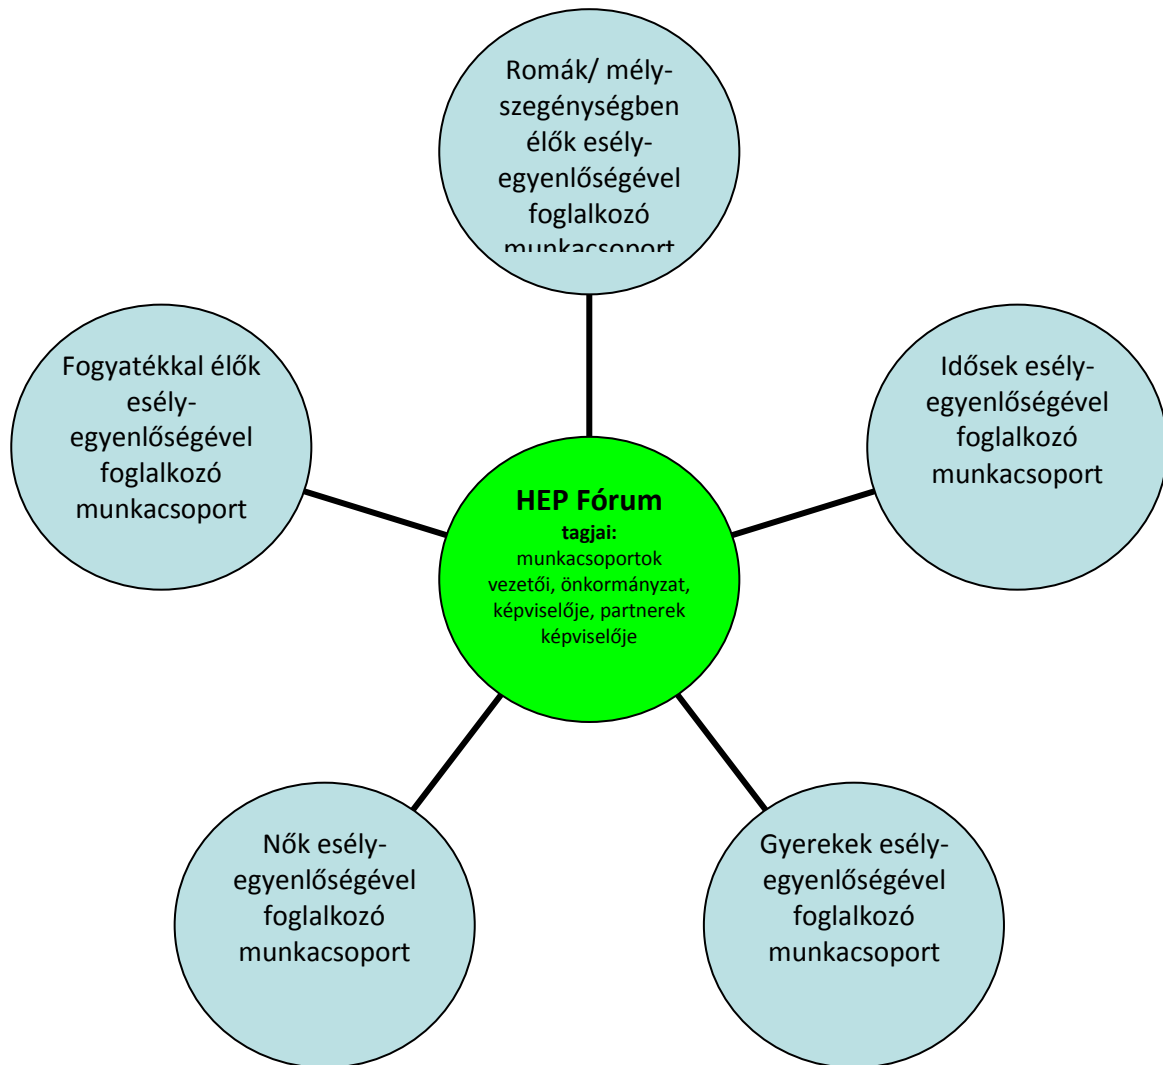 Romák/ mély-
szegénységben
élők esély-
egyenlőségével
foglalkozó
munkacsoport
Fogyatékkal élők
esély-
egyenlőségével
foglalkozó
munkacsoport
Idősek esély-
egyenlőségével
foglalkozó
munkacsoport
HEP Fórum
tagjai:
munkacsoportok
vezetői, önkormányzat,
képviselője, partnerek
képviselője
Nők esély-
egyenlőségével
foglalkozó
munkacsoport
Gyerekek esély-
egyenlőségével
foglalkozó
munkacsoport